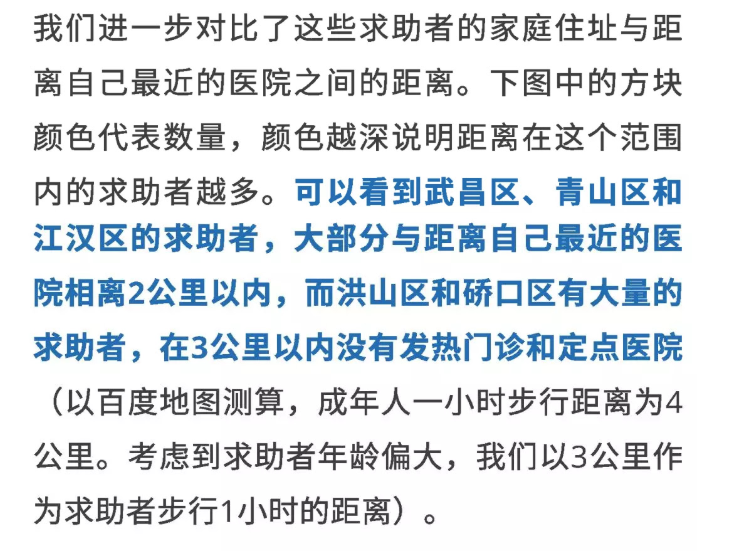 我们进一步对比了这些求助者的家庭住址与距
离自己最近的医院之间的距离。下图中的方块
颜色代表数量，颜色越深说明距离在这个范围
内的求助者越多。可以看到武昌区、青山区和
江汉区的求助者，大部分与距离自己最近的医
院相离2公里以内，而洪山区和硚口区有大量的
求助者，在3公里以内没有发热门诊和定点医院
（以百度地图测算，成年人一小时步行距离为4
公里。考虑到求助者年龄偏大，我们以3公里作
为求助者步行1小时的距离）。